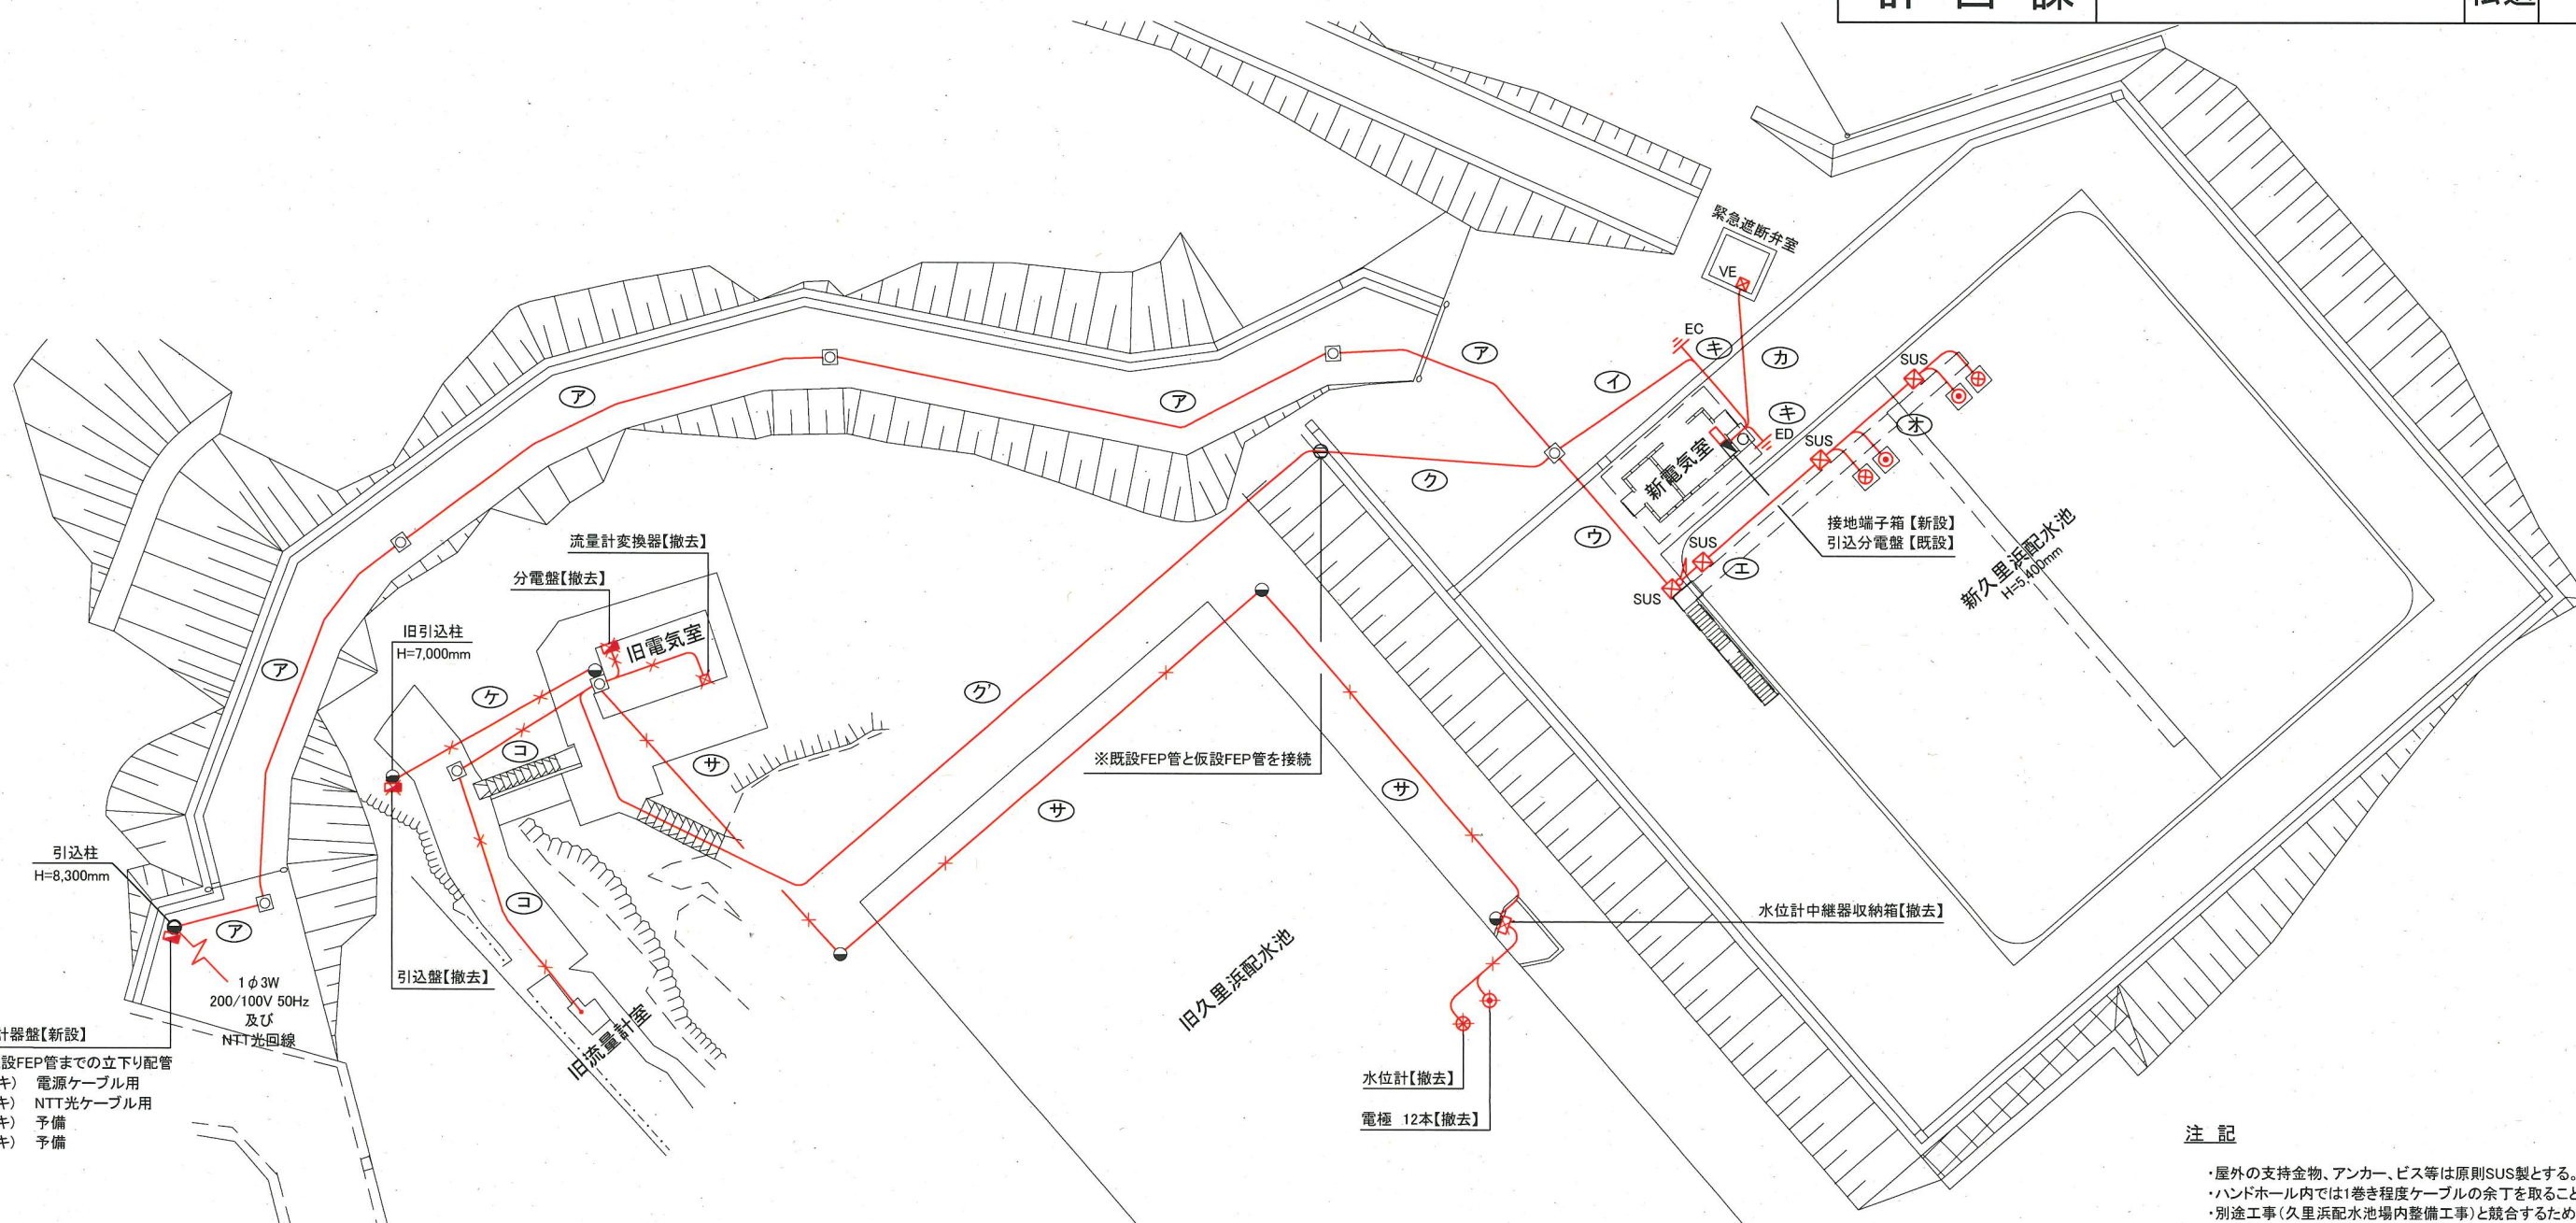 計 画 課
伝送
緊急遮断弁室
VE
EC
キ
カ
ア
イ
キ
ED
SUS
SUS
オ
新電気室
接地端子箱【新設】
引込分電盤【既設】
新久里浜配水池
H=5,400mm
ア
ア
ク
ウ
SUS
エ
SUS
流量計変換器【撤去】
分電盤【撤去】
旧電気室
旧引込柱
H=7,000mm
ア
ケ
コ
サ
ク'
※既設FEP管と仮設FEP管を接続
サ
サ
引込柱
H=8,300mm
ア
コ
引込盤【撤去】
1φ3W
200/100V 50Hz
及び
NTT光回線
旧流量計室
旧久里浜配水池
水位計中継器収納箱【撤去】
水位計【撤去】
電極 12本【撤去】
計器盤【新設】
設FEP管までの立下り配管
キ) 電源ケーブル用
キ) NTT光ケーブル用
キ) 予備
キ) 予備
注 記
・屋外の支持金物、アンカー、ビス等は原則SUS製とする。
・ハンドホール内では1巻き程度ケーブルの余丁を取ること
・別途工事(久里浜配水池場内整備工事)と競合するため